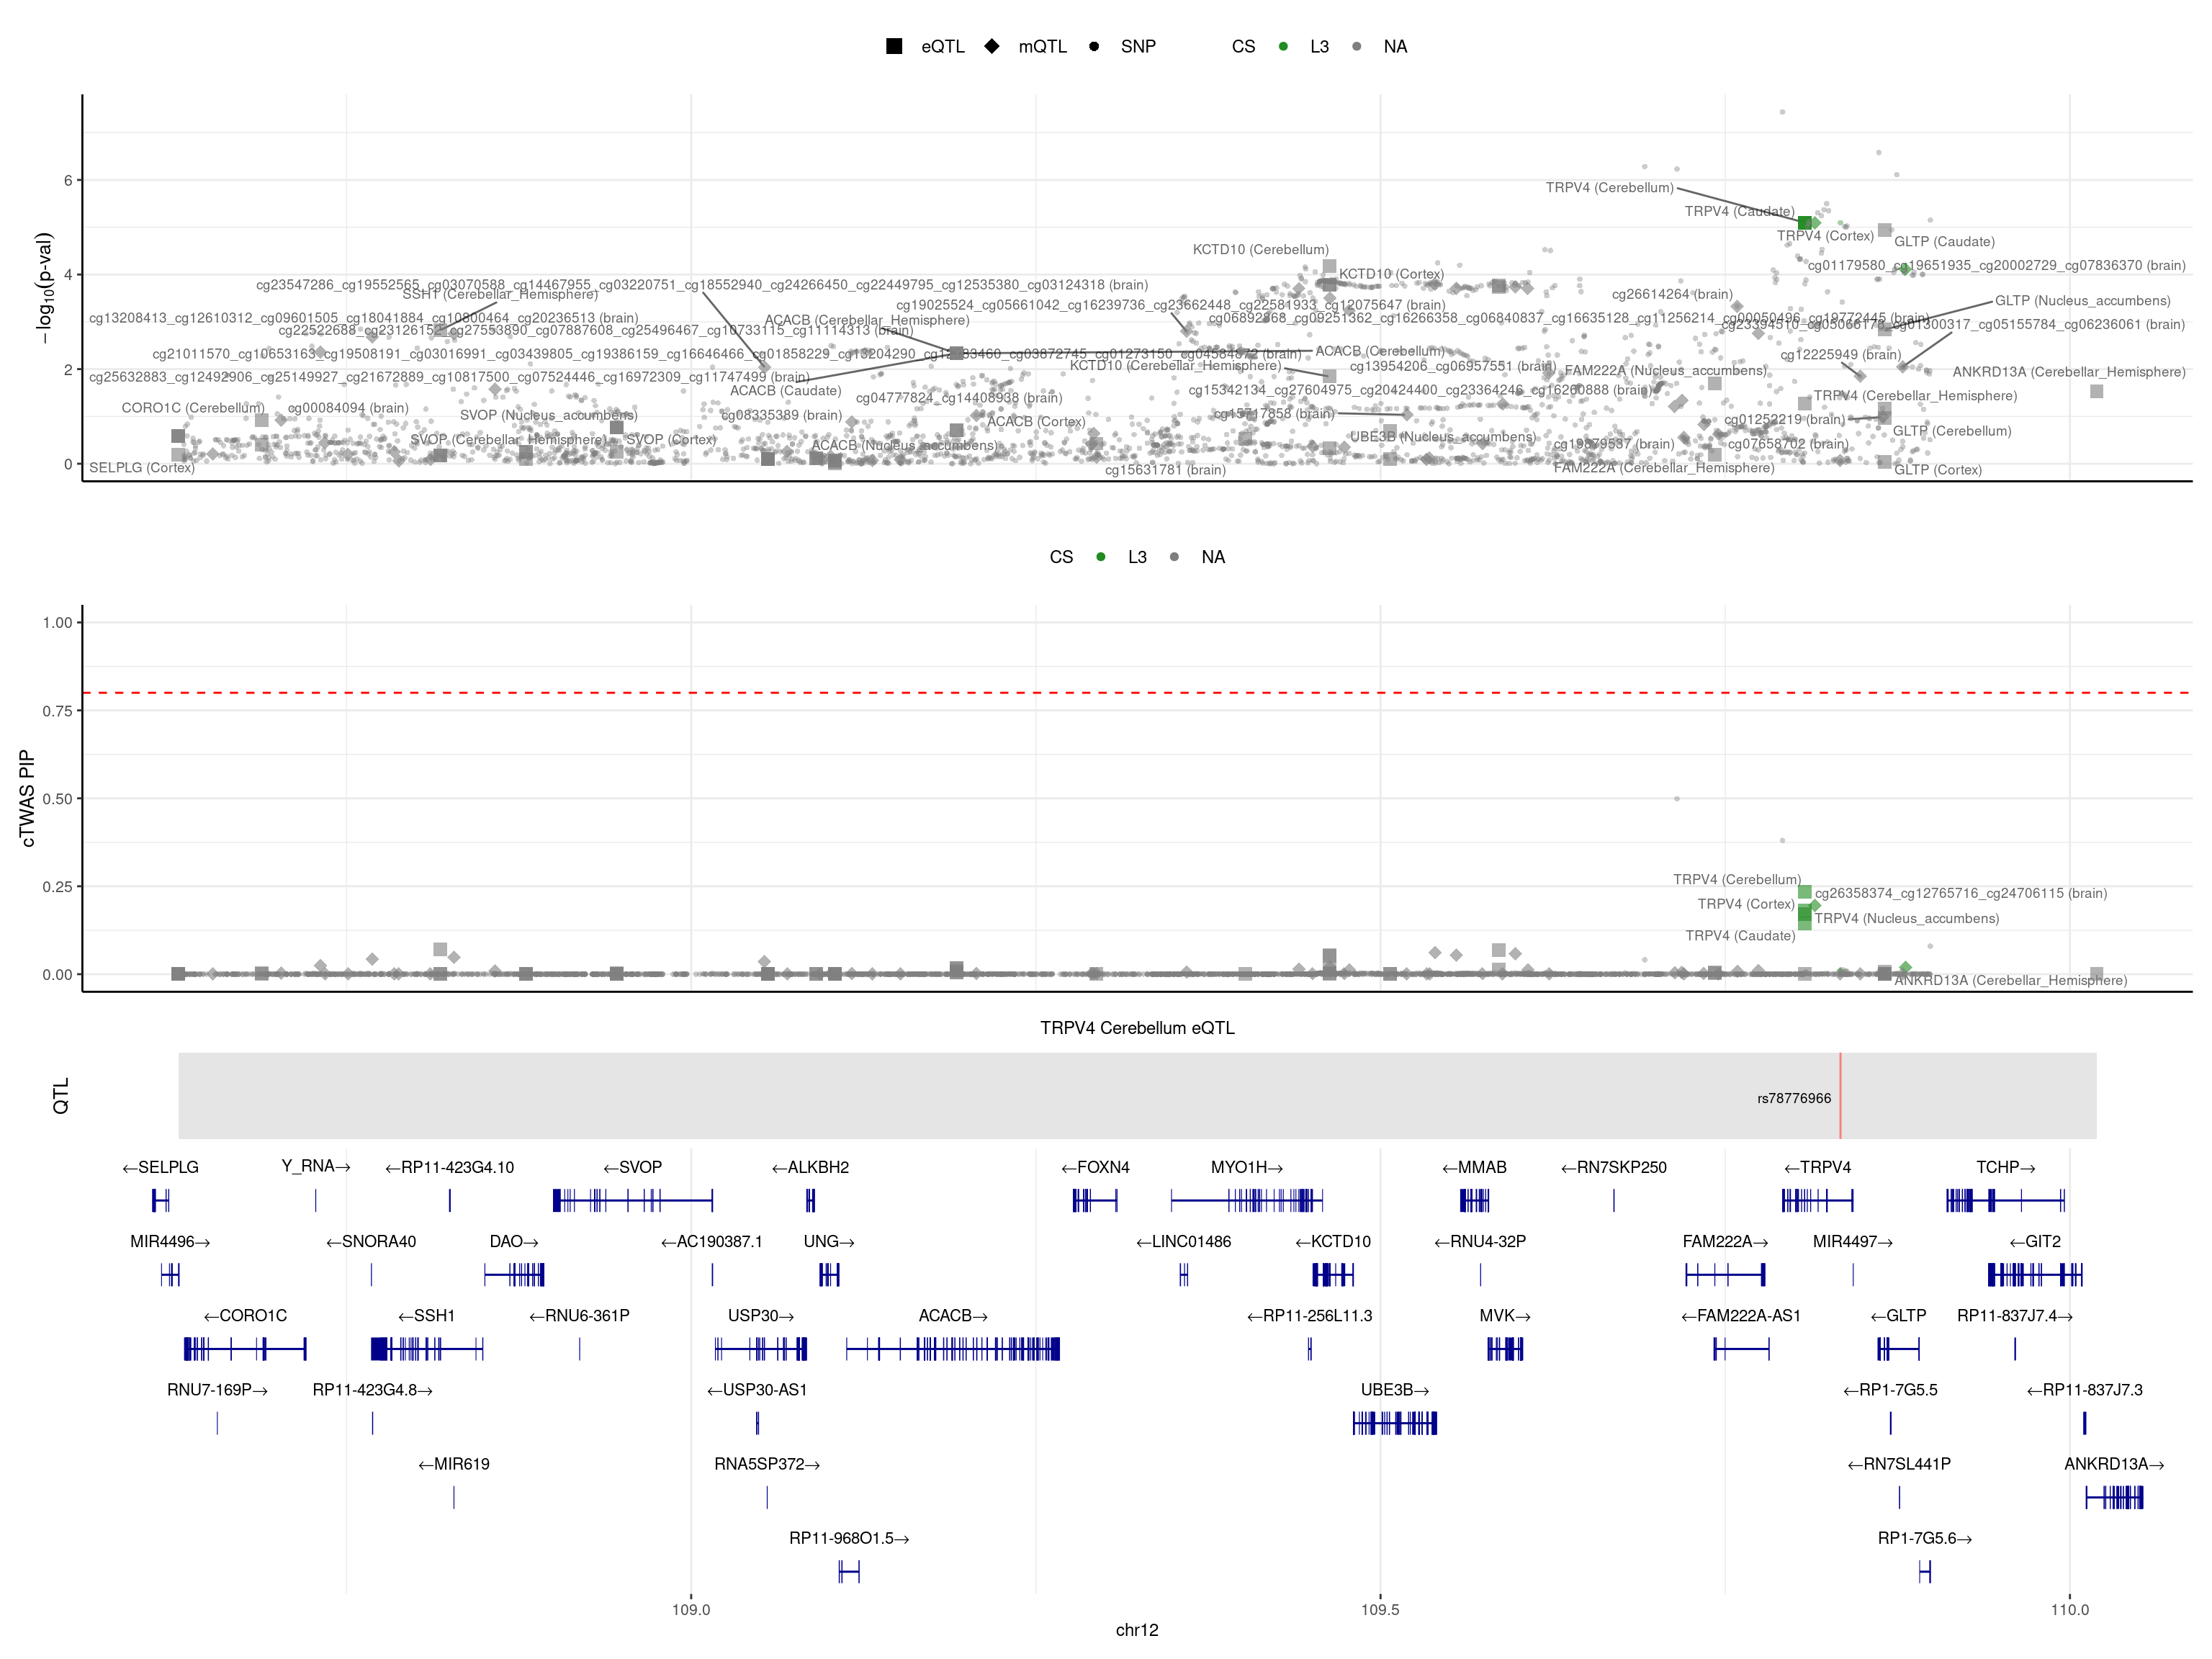 eQTL mQTL SNP CS L3 NA
−log10(p-val)
6
4
2
0
TRPV4 (Cerebellum)
TRPV4 (Caudate)
TRPV4 (Cortex)
GLTP (Caudate)
KCTD10 (Cerebellum)
KCTD10 (Cortex)
cg01179580_cg19651935_cg20002729_cg07836370 (brain)
cg23547286_cg19552565_cg03070588_cg14467955_cg03220751_cg18552940_cg24266450_cg22449795_cg12535380_cg03124318 (brain)
SSH1 (Cerebellar_Hemisphere)
cg26614264 (brain)
GLTP (Nucleus_accumbens)
cg19025524_cg05661042_cg16239736_cg23662448_cg22581933_cg12075647 (brain)
cg13208413_cg12610312_cg09601505_cg18041884_cg10800464_cg20236513 (brain)
ACACB (Cerebellar_Hemisphere)
cg06892868_cg09251362_cg16266358_cg06840837_cg16635128_cg11256214_cg00050496_cg19772445 (brain)
cg22522688_cg23126152_cg27553890_cg07887608_cg25496467_cg10733115_cg11114313 (brain)
cg23394510_cg05066178_cg01300317_cg05155784_cg06236061 (brain)
ACACB (Cerebellum)
cg12225949 (brain)
KCTD10 (Cerebellar_Hemisphere)
cg13954206_cg06957551 (brain)
FAM222A (Nucleus_accumbens)
ANKRD13A (Cerebellar_Hemisphere)
cg25632883_cg12492906_cg25149927_cg21672889_cg10817500_cg07524446_cg16972309_cg11747499 (brain)
ACACB (Caudate)
cg04777824_cg14408938 (brain)
cg15342134_cg27604975_cg20424400_cg23364246_cg16260888 (brain)
TRPV4 (Cerebellar_Hemisphere)
CORO1C (Cerebellum)
cg00084094 (brain)
SVOP (Nucleus_accumbens)
cg08335389 (brain)
ACACB (Cortex)
cg15717858 (brain)
cg01252219 (brain)
GLTP (Cerebellum)
SVOP (Cerebellar_Hemisphere)
SVOP (Cortex)
ACACB (Nucleus_accumbens)
UBE3B (Nucleus_accumbens)
cg19879537 (brain)
cg07658702 (brain)
SELPLG (Cortex)
cg15631781 (brain)
FAM222A (Cerebellar_Hemisphere)
GLTP (Cortex)
CS L3 NA
cTWAS PIP
1.00
0.75
0.50
0.25
0.00
TRPV4 (Cerebellum)
cg26358374_cg12765716_cg24706115 (brain)
TRPV4 (Cortex)
TRPV4 (Nucleus_accumbens)
TRPV4 (Caudate)
ANKRD13A (Cerebellar_Hemisphere)
TRPV4 Cerebellum eQTL
QTL
rs78776966
←SELPLG Y_RNA→ ←RP11-423G4.10 ←SVOP ←ALKBH2 ←FOXN4 MYO1H→ ←MMAB ←RN7SKP250 ←TRPV4 TCHP→
MIR4496→ ←SNORA40 DAO→ ←AC190387.1 UNG→ ←LINC01486 ←KCTD10 ←RNU4-32P FAM222A→ MIR4497→ ←GIT2
←CORO1C ←SSH1 ←RNU6-361P USP30→ ACACB→ ←RP11-256L11.3 MVK→ ←FAM222A-AS1 ←GLTP RP11-837J7.4→
RNU7-169P→ RP11-423G4.8→ ←USP30-AS1 UBE3B→ ←RP1-7G5.5 ←RP11-837J7.3
←MIR619 RNA5SP372→ ←RN7SL441P ANKRD13A→
RP11-968O1.5→ RP1-7G5.6→
109.0 109.5 110.0
chr12